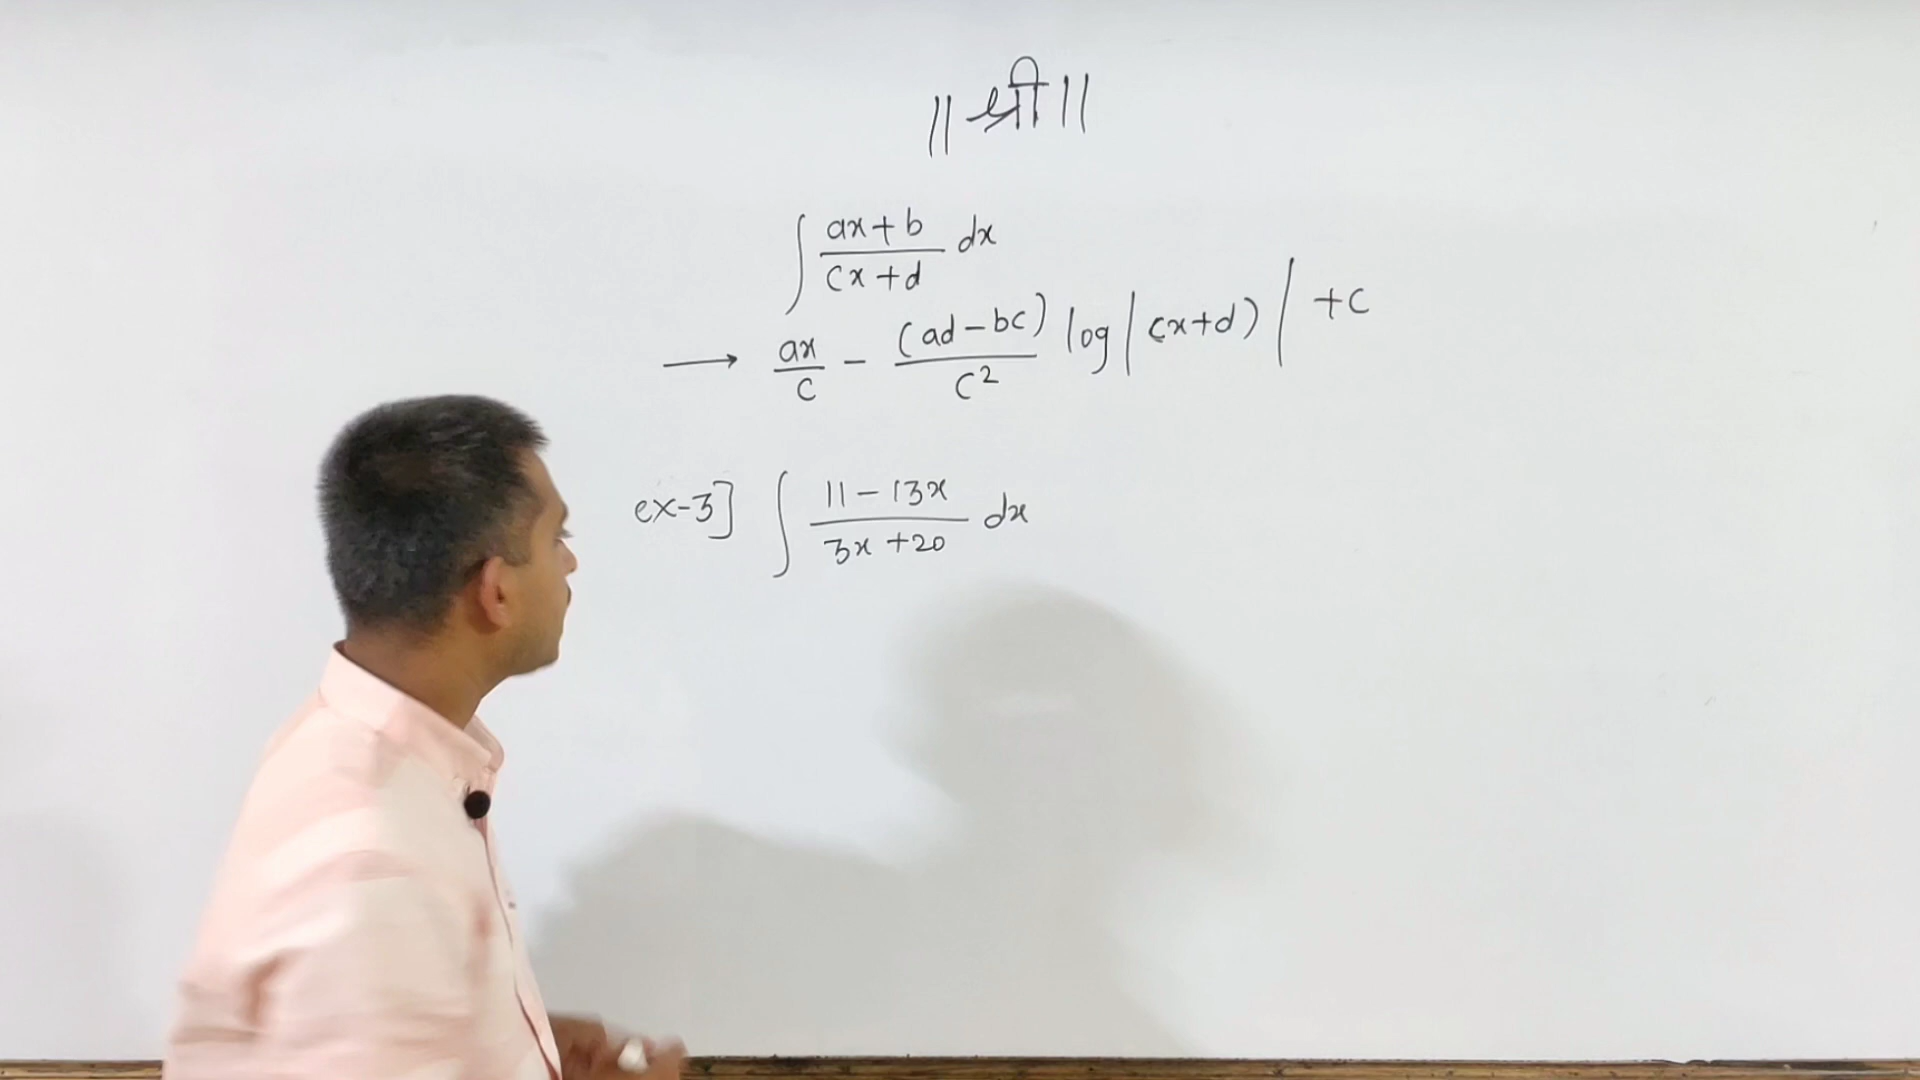 || श्री ||
∫ ax+b / cx+d dx
→ ax/c - (ad-bc)/c² log|(cx+d)| +c
ex-3] ∫ 11-13x / 3x+20 dx